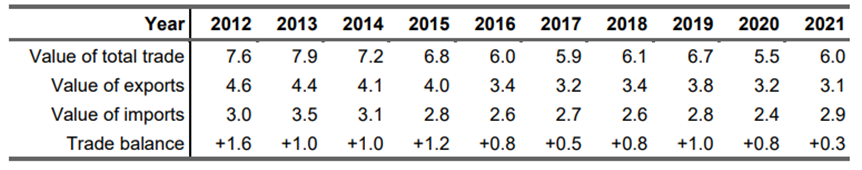 Year 2012 2013 2014 2015 2016 2017 2018 2019 2020 2021
Value of total trade 7.6 7.9 7.2 6.8 6.0 5.9 6.1 6.7 5.5 6.0
Value of exports 4.6 4.4 4.1 4.0 3.4 3.2 3.4 3.8 3.2 3.1
Value of imports 3.0 3.5 3.1 2.8 2.6 2.7 2.6 2.8 2.4 2.9
Trade balance +1.6 +1.0 +1.0 +1.2 +0.8 +0.5 +0.8 +1.0 +0.8 +0.3